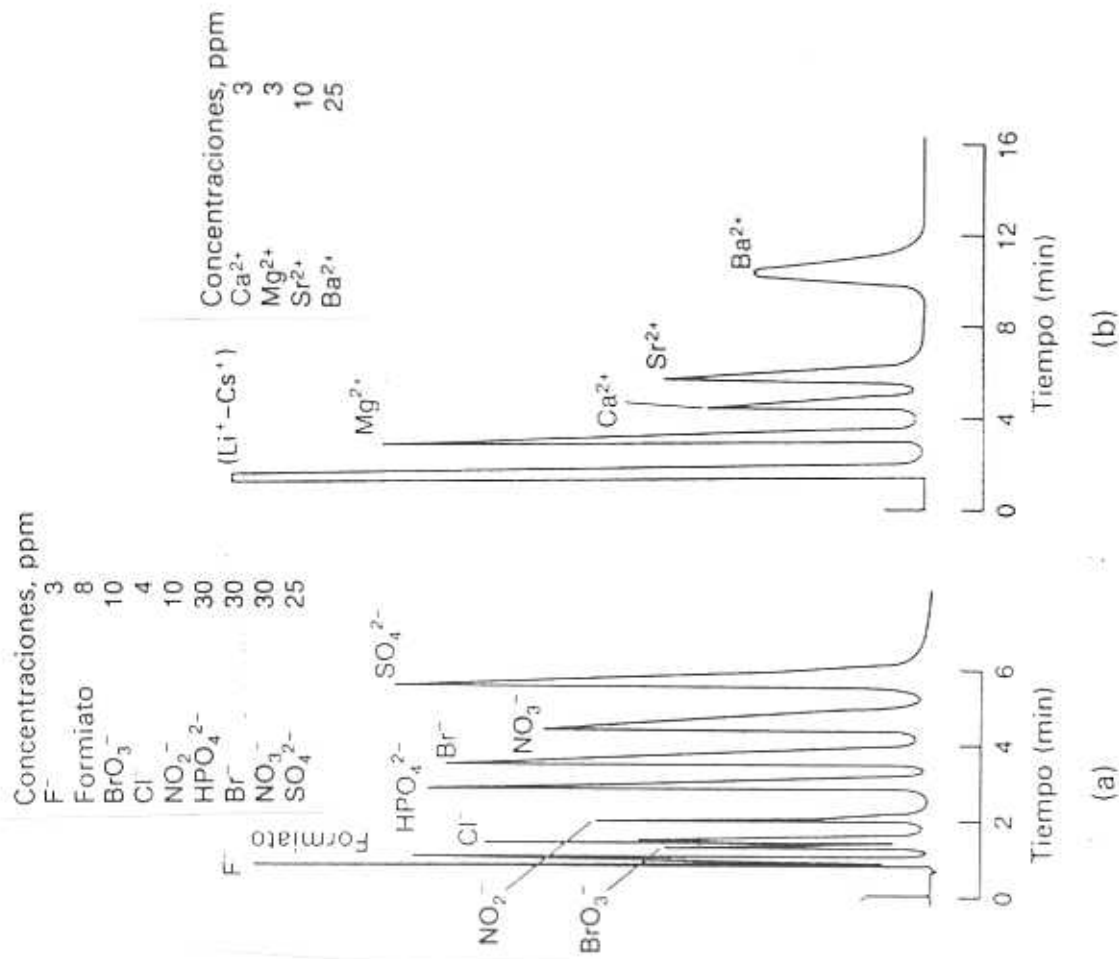 Concentraciones, ppm
F⁻ 3
Formiato 8
BrO₃⁻ 10
Cl⁻ 4
NO₂⁻ 10
HPO₄²⁻ 30
Br⁻ 30
NO₃⁻ 30
SO₄²⁻ 25
F⁻
Formiato
Cl⁻
HPO₄²⁻
Br⁻
NO₃⁻
SO₄²⁻
NO₂⁻
BrO₃⁻
0 2 4 6
Tiempo (min)
(a)
Concentraciones, ppm
Ca²⁺ 3
Mg²⁺ 3
Sr²⁺ 10
Ba²⁺ 25
(Li⁺–Cs⁺)
Mg²⁺
Ca²⁺
Sr²⁺
Ba²⁺
0 4 8 12 16
Tiempo (min)
(b)